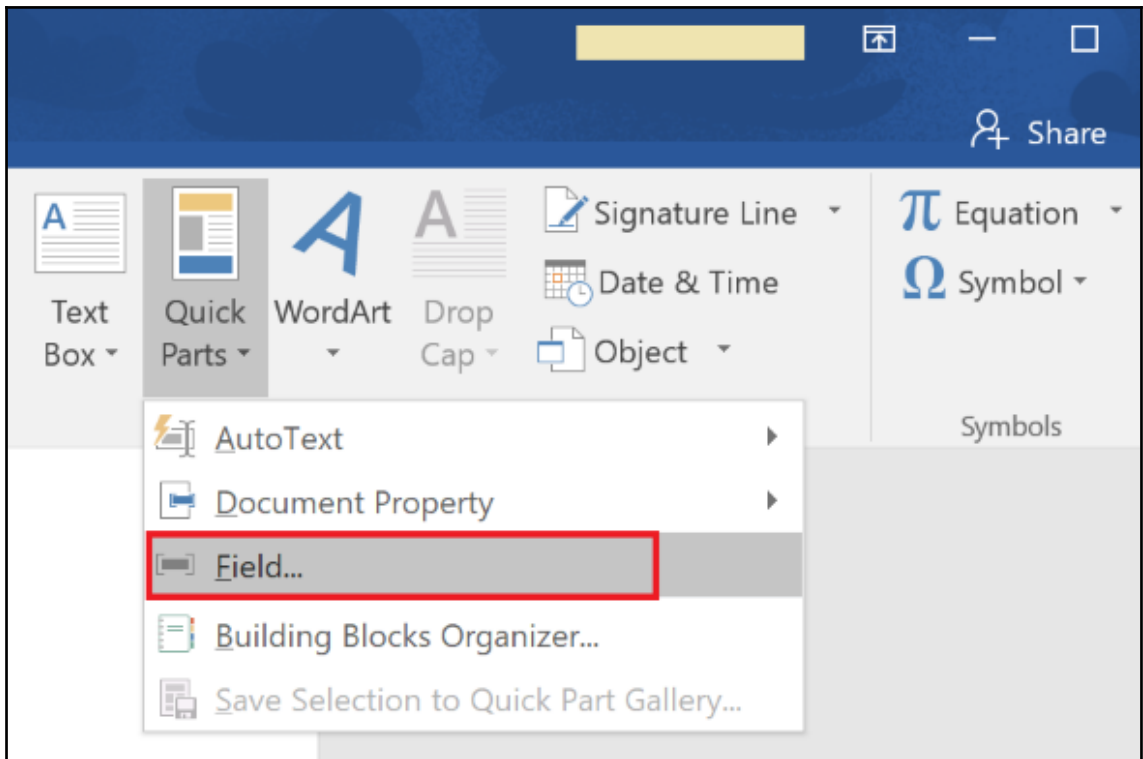 Share
Text
Box
Quick
Parts
WordArt
Drop
Cap
Signature Line
Date & Time
Object
Equation
Symbol
Symbols
AutoText
Document Property
Field...
Building Blocks Organizer...
Save Selection to Quick Part Gallery...